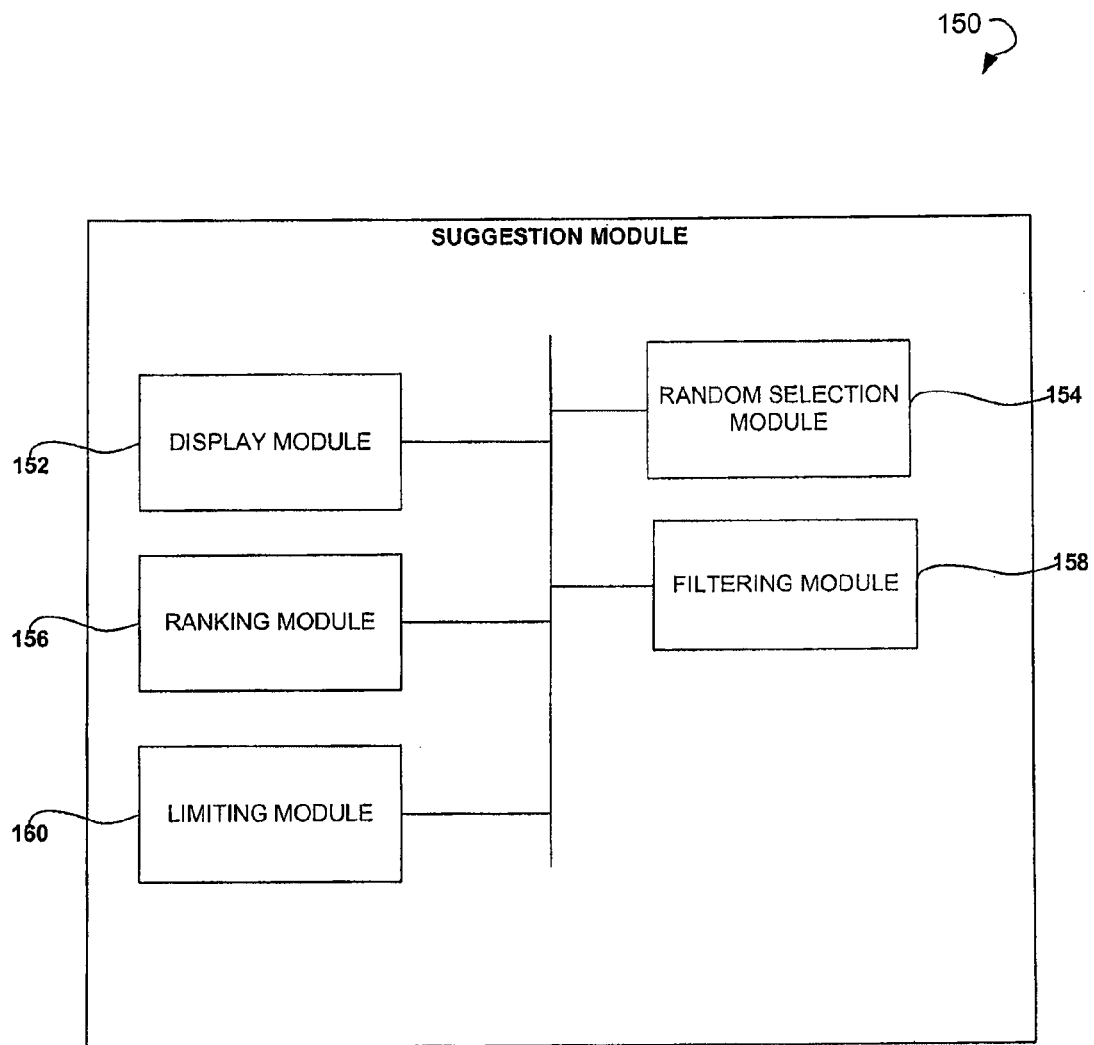 150
SUGGESTION MODULE
RANDOM SELECTION
MODULE
154
DISPLAY MODULE
152
FILTERING MODULE
158
RANKING MODULE
156
LIMITING MODULE
160